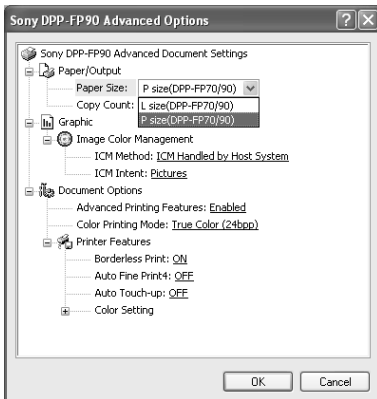 Sony DPP-FP90 Advanced Options
Sony DPP-FP90 Advanced Document Settings
Paper/Output
Paper Size: P size(DPP-FP70/90)
Copy Count: L size(DPP-FP70/90)
P size(DPP-FP70/90)
Graphic
Image Color Management
ICM Method: ICM Handled by Host System
ICM Intent: Pictures
Document Options
Advanced Printing Features: Enabled
Color Printing Mode: True Color (24bpp)
Printer Features
Borderless Print: ON
Auto Fine Print4: OFF
Auto Touch-up: OFF
Color Setting
OK Cancel